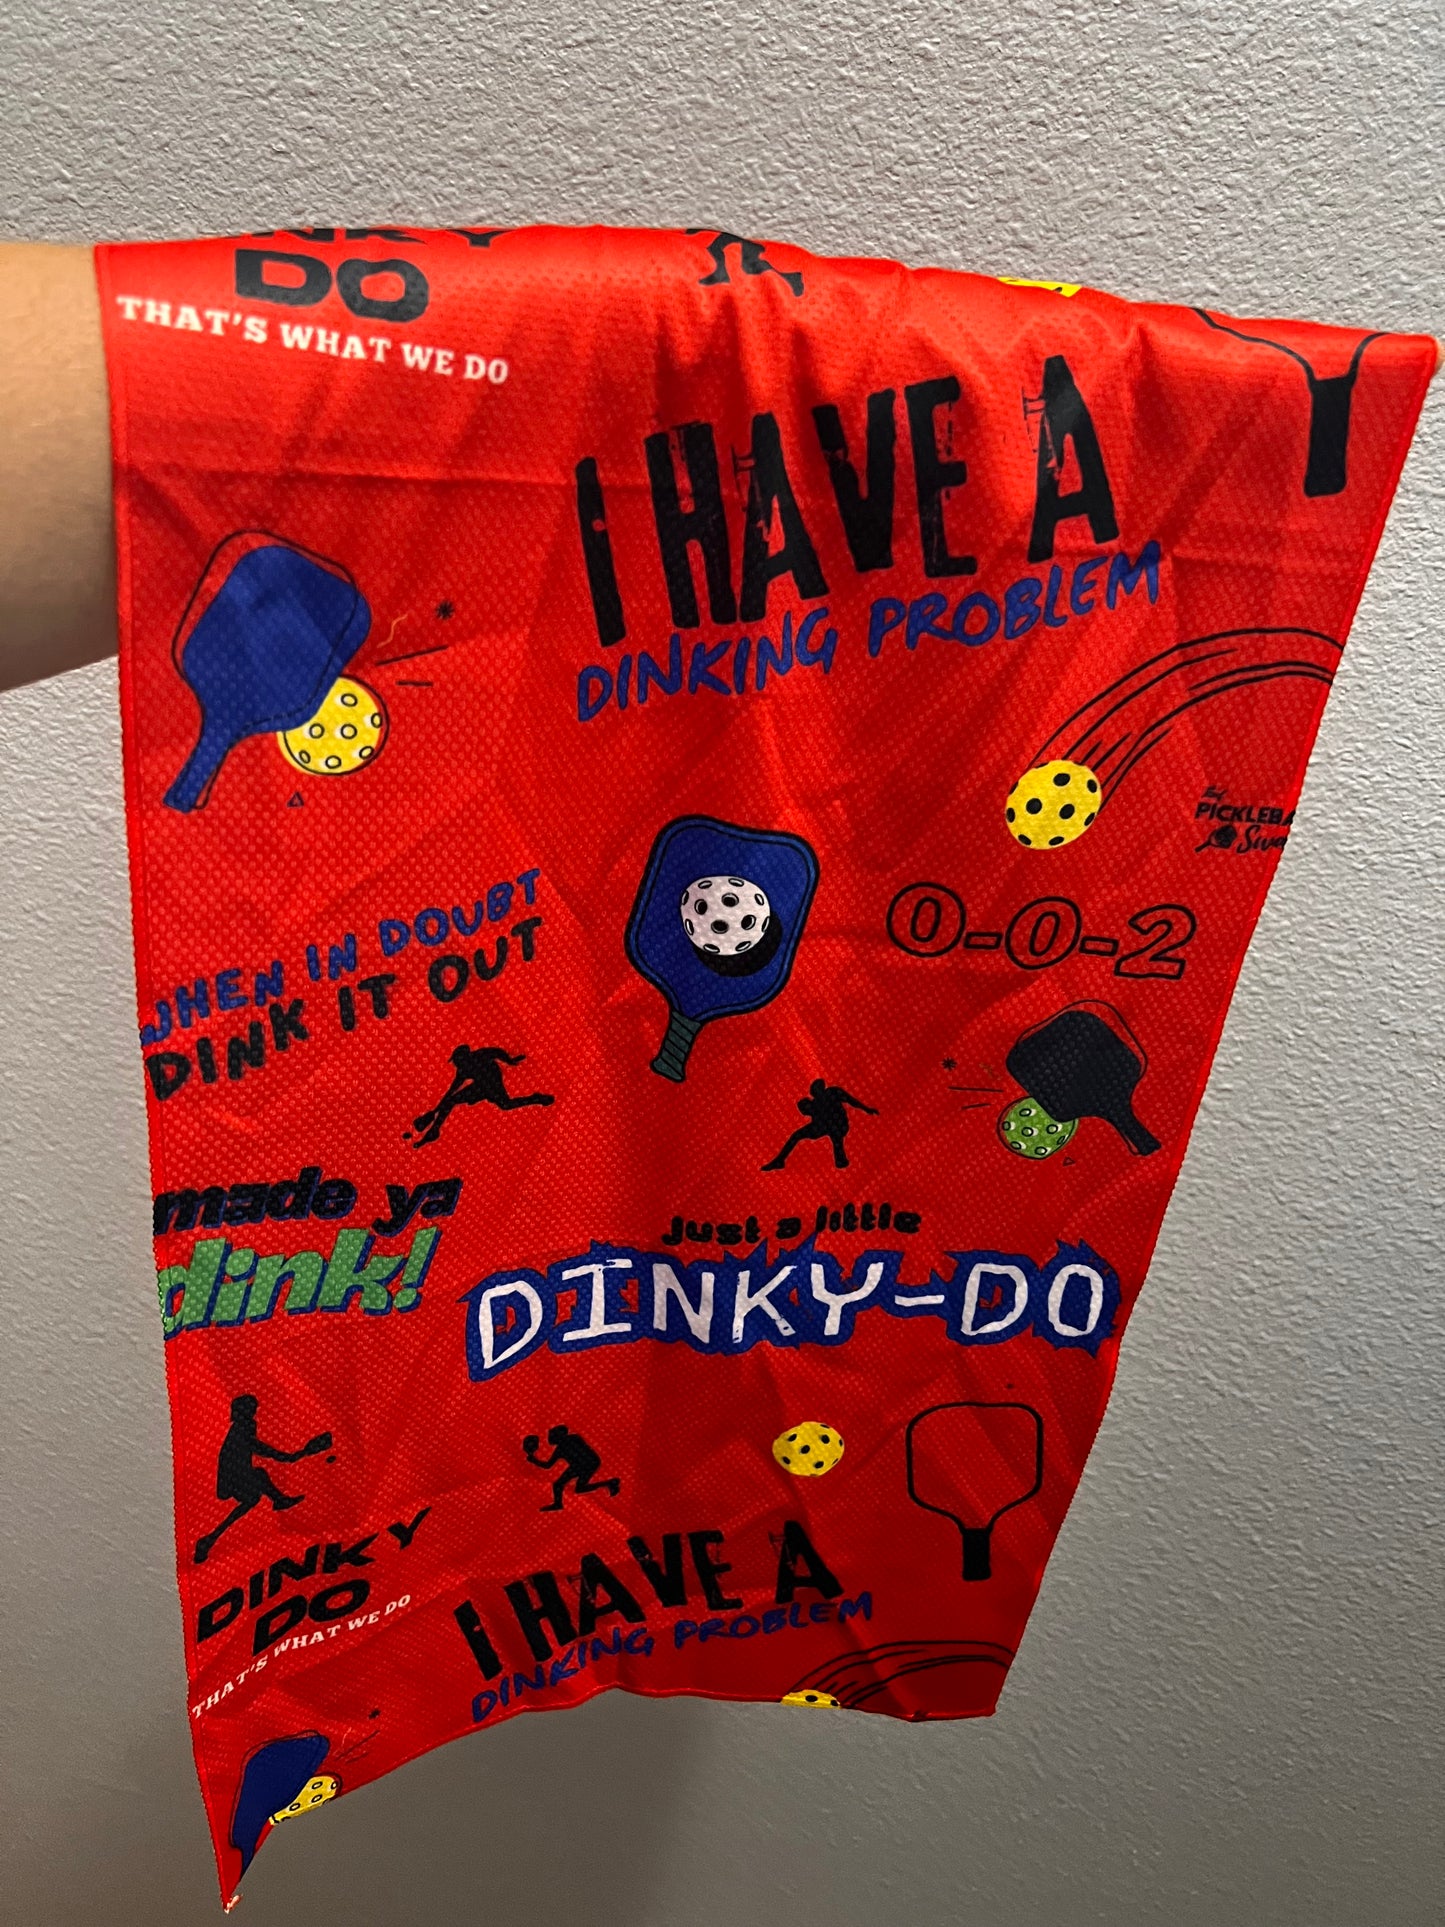 DO
THAT'S WHAT WE DO
I HAVE A
DINKING PROBLEM
WHEN IN DOUBT
DINK IT OUT
0-0-2
made ya
dink!
just a little
DINKY-DO
DINKY
DO
THAT'S WHAT WE DO
I HAVE A
DINKING PROBLEM